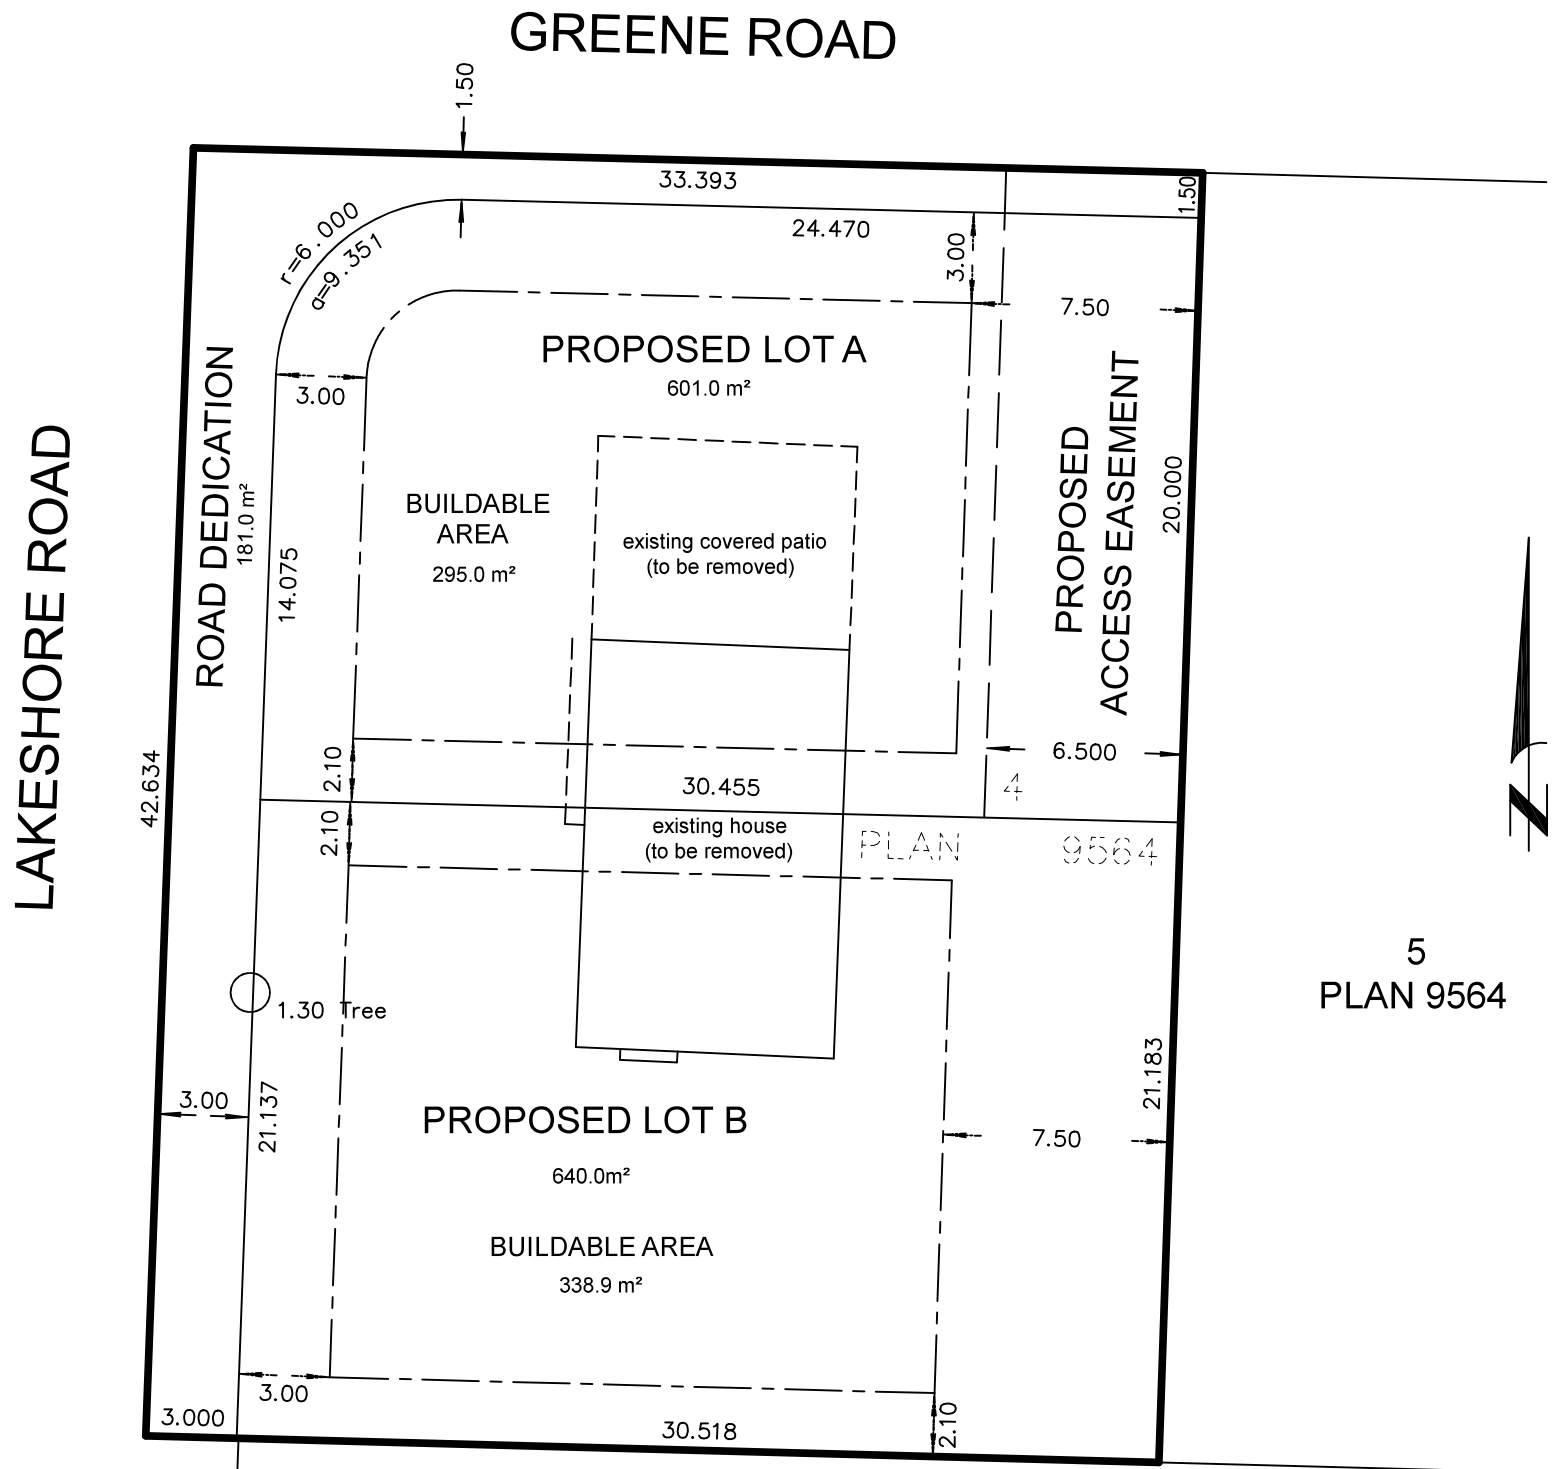 GREENE ROAD
1.50
33.393
1.50
24.470
r=6.000
a=9.351
3.00
7.50
PROPOSED LOT A
601.0 m²
3.00
ROAD DEDICATION
181.0 m²
LAKESHORE ROAD
BUILDABLE
AREA
295.0 m²
existing covered patio
(to be removed)
PROPOSED
ACCESS EASEMENT
20.000
14.075
42.634
2.10
30.455
6.500
4
2.10
existing house
(to be removed)
PLAN 9564
N
5
PLAN 9564
1.30 Tree
3.00
21.137
PROPOSED LOT B
640.0m²
21.183
7.50
BUILDABLE AREA
338.9 m²
3.00
3.000
30.518
2.10